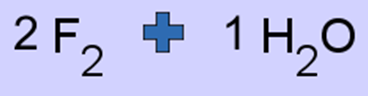 2 F₂ + 1 H₂O